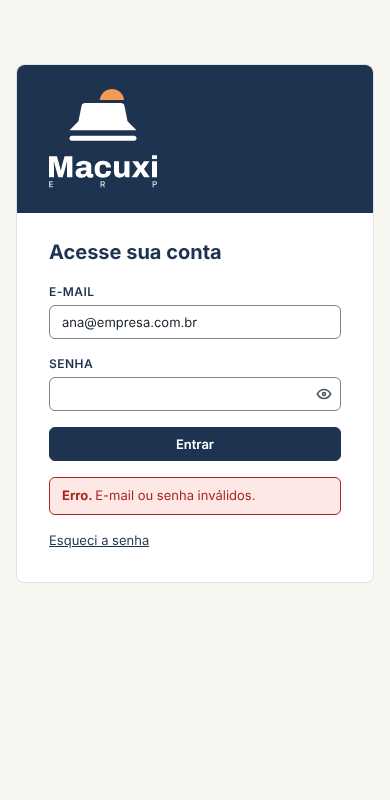 Macuxi
E R P
Acesse sua conta
E-MAIL
ana@empresa.com.br
SENHA
Entrar
Erro. E-mail ou senha inválidos.
Esqueci a senha